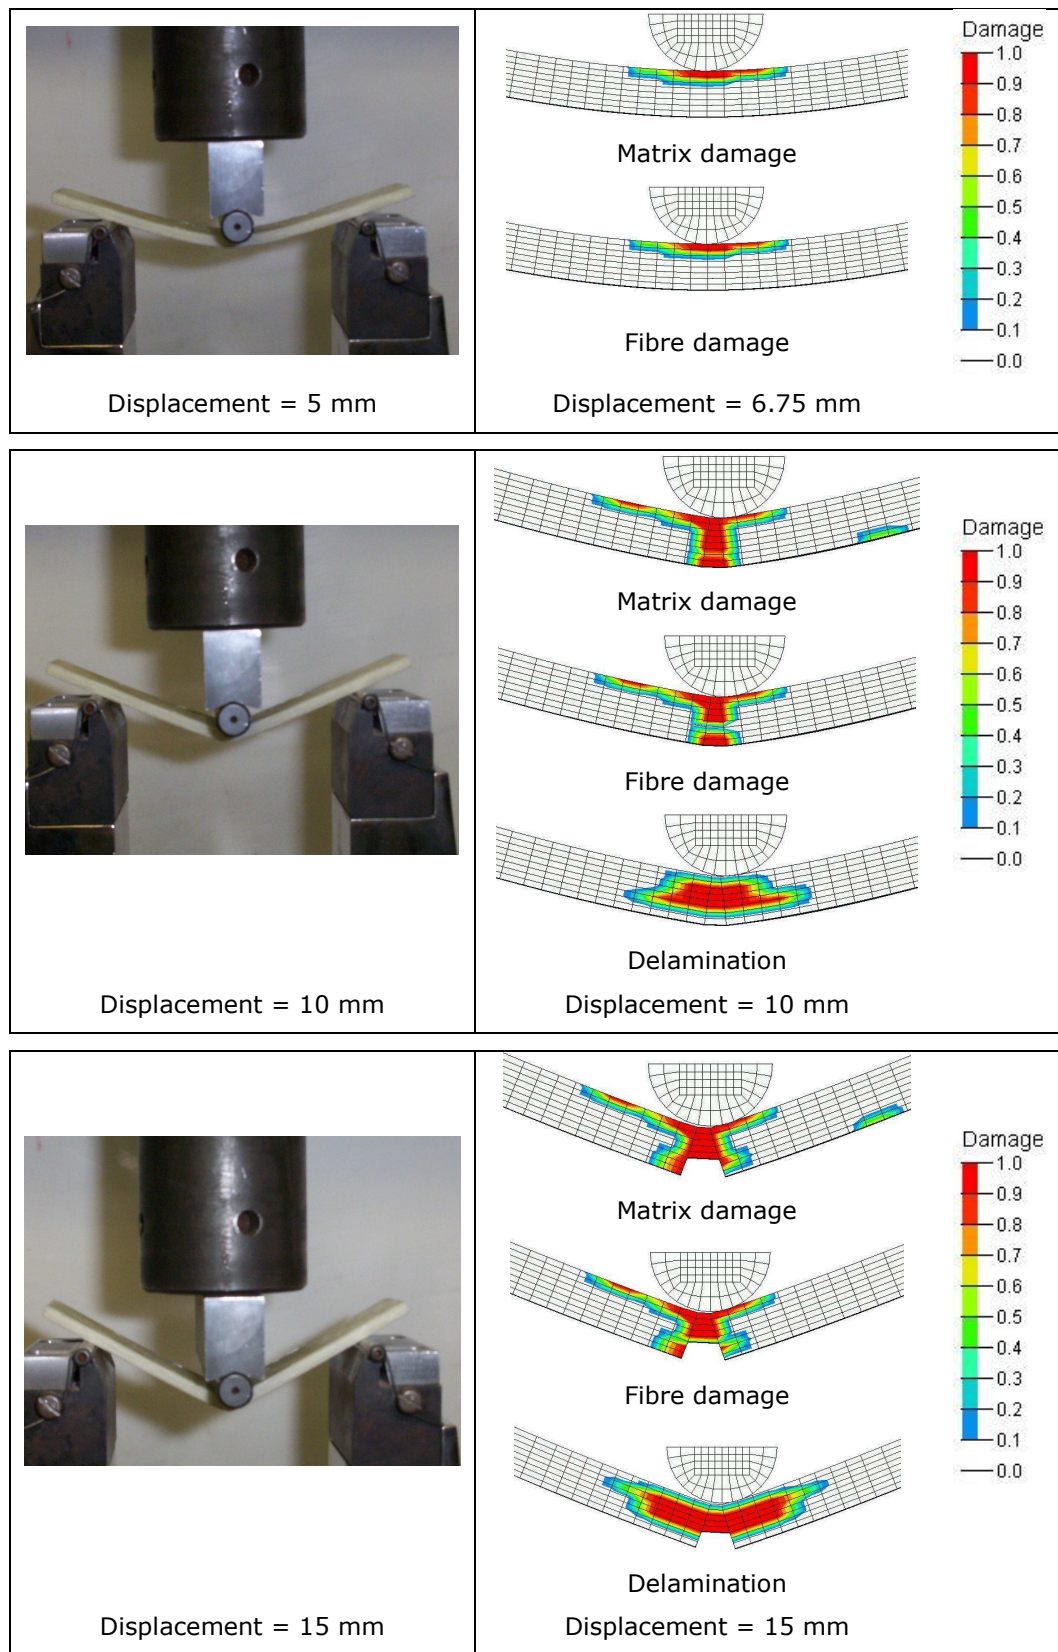 Damage
1.0
0.9
0.8
0.7
0.6
0.5
0.4
0.3
0.2
0.1
0.0
Matrix damage
Fibre damage
Displacement = 5 mm
Displacement = 6.75 mm
Damage
1.0
0.9
0.8
0.7
0.6
0.5
0.4
0.3
0.2
0.1
0.0
Matrix damage
Fibre damage
Delamination
Displacement = 10 mm
Displacement = 10 mm
Damage
1.0
0.9
0.8
0.7
0.6
0.5
0.4
0.3
0.2
0.1
0.0
Matrix damage
Fibre damage
Delamination
Displacement = 15 mm
Displacement = 15 mm